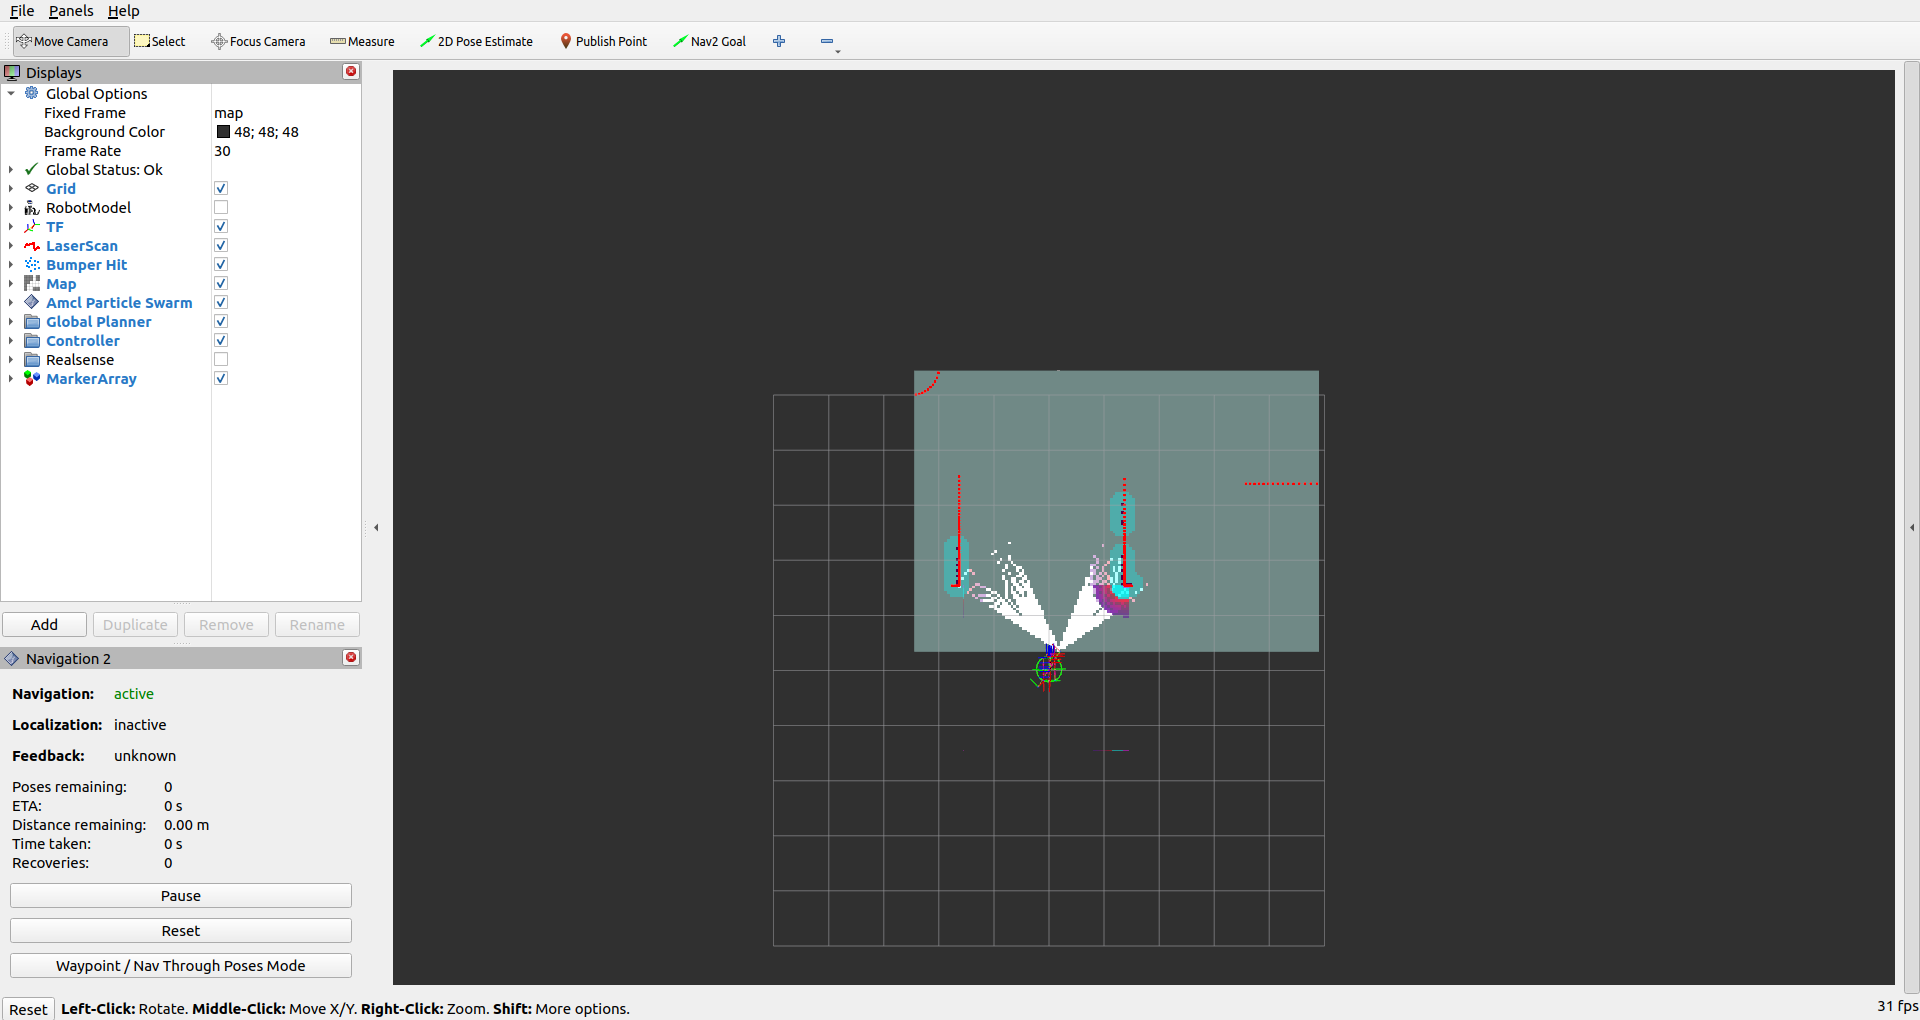 File Panels Help
Move Camera Select Focus Camera Measure 2D Pose Estimate Publish Point Nav2 Goal
Displays
Global Options
Fixed Frame map
Background Color 48; 48; 48
Frame Rate 30
Global Status: Ok
Grid
RobotModel
TF
LaserScan
Bumper Hit
Map
Amcl Particle Swarm
Global Planner
Controller
Realsense
MarkerArray
Add Duplicate Remove Rename
Navigation 2
Navigation: active
Localization: inactive
Feedback: unknown
Poses remaining: 0
ETA: 0 s
Distance remaining: 0.00 m
Time taken: 0 s
Recoveries: 0
Pause
Reset
Waypoint / Nav Through Poses Mode
Reset Left-Click: Rotate. Middle-Click: Move X/Y. Right-Click: Zoom. Shift: More options. 31 fps